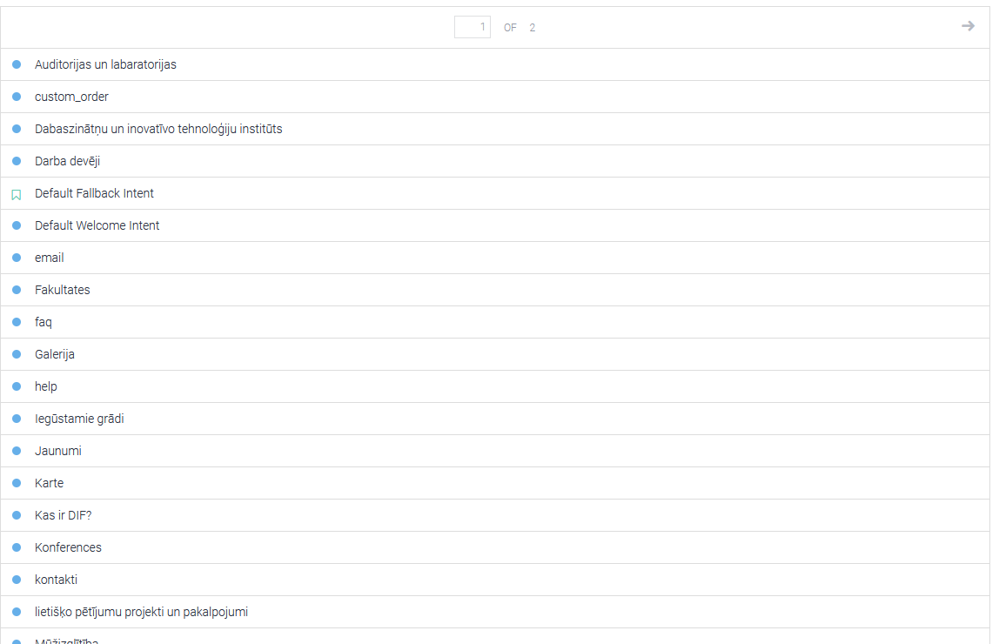 1 OF 2
Auditorijas un labaratorijas
custom_order
Dabaszinātņu un inovatīvo tehnoloģiju institūts
Darba devēji
Default Fallback Intent
Default Welcome Intent
email
Fakultates
faq
Galerija
help
Iegūstamie grādi
Jaunumi
Karte
Kas ir DIF?
Konferences
kontakti
lietišķo pētījumu projekti un pakalpojumi
Mūžizglītība